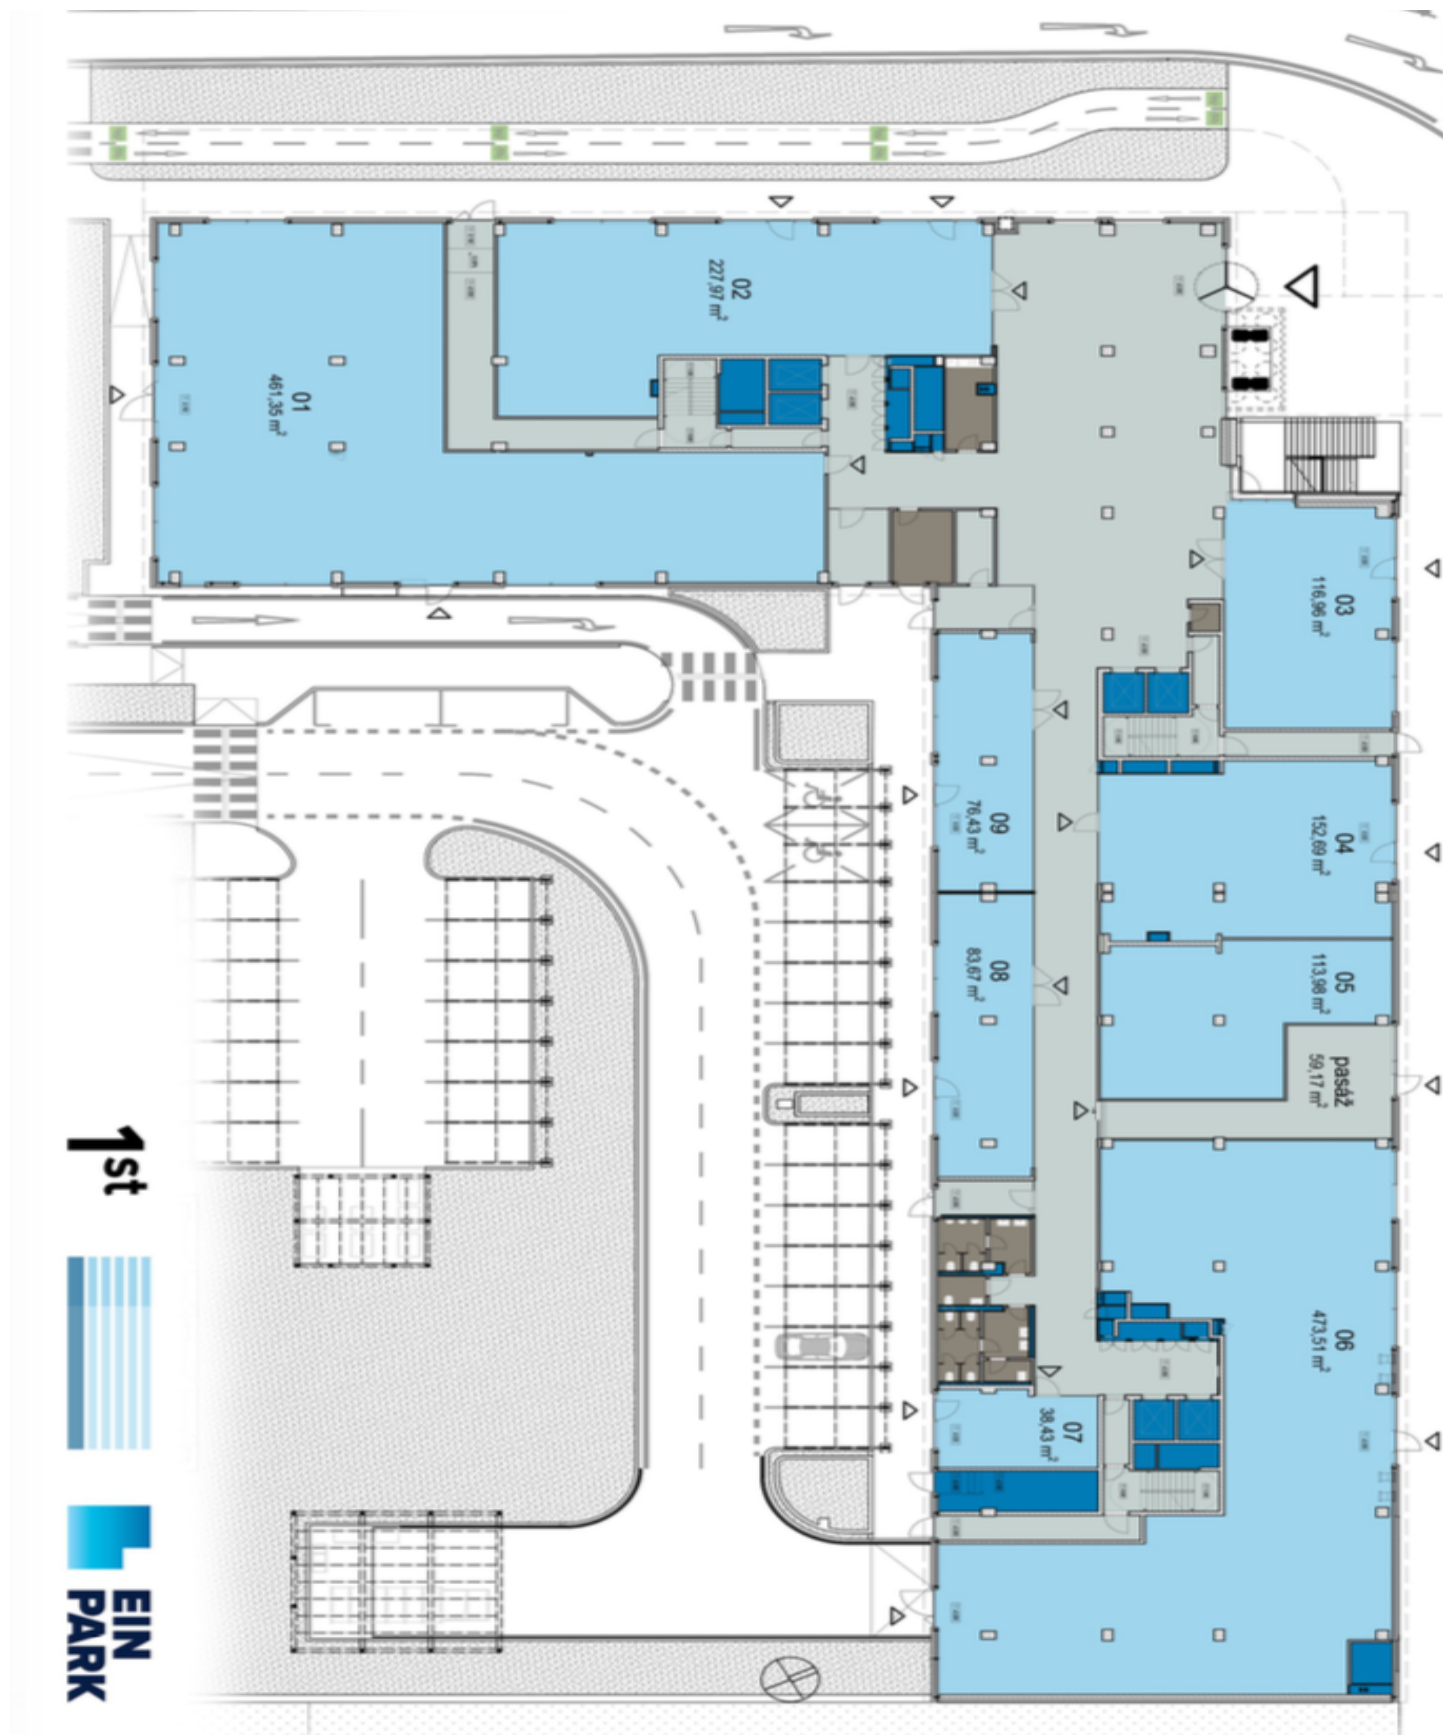 02
227,97 m²
01
461,35 m²
03
116,96 m²
09
76,43 m²
04
152,69 m²
08
83,67 m²
05
113,98 m²
pasáž
59,17 m²
06
473,51 m²
07
38,43 m²
1st
EIN
PARK